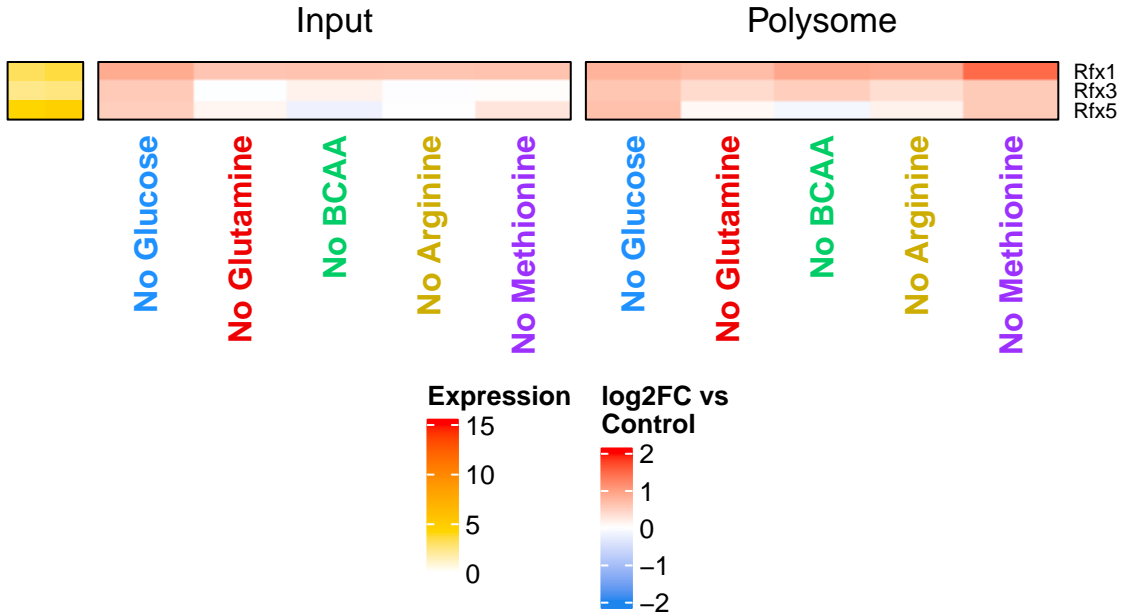 Input
Polysome
Rfx1
Rfx3
Rfx5
No Glucose
No Glutamine
No BCAA
No Arginine
No Methionine
No Glucose
No Glutamine
No BCAA
No Arginine
No Methionine
Expression
15
10
5
0
log2FC vs
Control
2
1
0
−1
−2